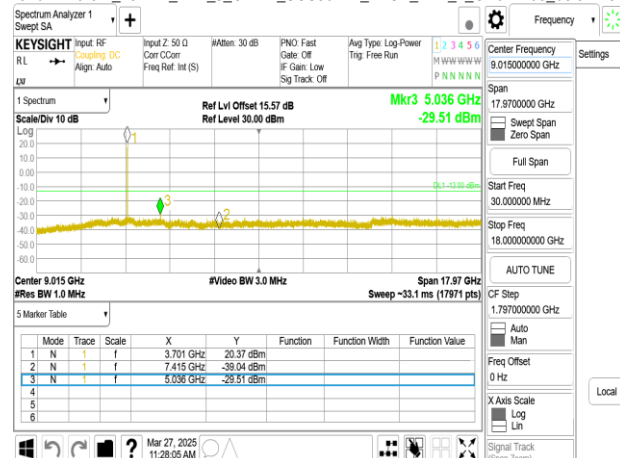 Spectrum Analyzer 1
Swept SA
Frequency
KEYSIGHT
RL
Input: RF
Coupling: DC
Align: Auto
Input Z: 50 Ω
Corr CCorr
Freq Ref: Int (S)
#Atten: 30 dB
PNO: Fast
Gate: Off
IF Gain: Low
Sig Track: Off
Avg Type: Log-Power
Trig: Free Run
1 2 3 4 5 6
M W W W W W
P N N N N N
1 Spectrum
Scale/Div 10 dB
Ref Lvl Offset 15.57 dB
Ref Level 30.00 dBm
Mkr3 5.036 GHz
-29.51 dBm
Log
20.0
10.0
0.00
-10.0
-20.0
-30.0
-40.0
-50.0
-60.0
1
2
3
DL1 -13.00 dBm
Center 9.015 GHz
#Res BW 1.0 MHz
#Video BW 3.0 MHz
Span 17.97 GHz
Sweep ~33.1 ms (17971 pts)
5 Marker Table
Mode Trace Scale X Y Function Function Width Function Value
1 N 1 f 3.701 GHz 20.37 dBm
2 N 1 f 7.415 GHz -39.04 dBm
3 N 1 f 5.036 GHz -29.51 dBm
4
5
6
?
Mar 27, 2025
11:28:05 AM
Center Frequency
9.015000000 GHz
Settings
Span
17.9700000 GHz
Swept Span
Zero Span
Full Span
Start Freq
30.000000 MHz
Stop Freq
18.000000000 GHz
AUTO TUNE
CF Step
1.797000000 GHz
Auto
Man
Freq Offset
0 Hz
Local
X Axis Scale
Log
Lin
Signal Track